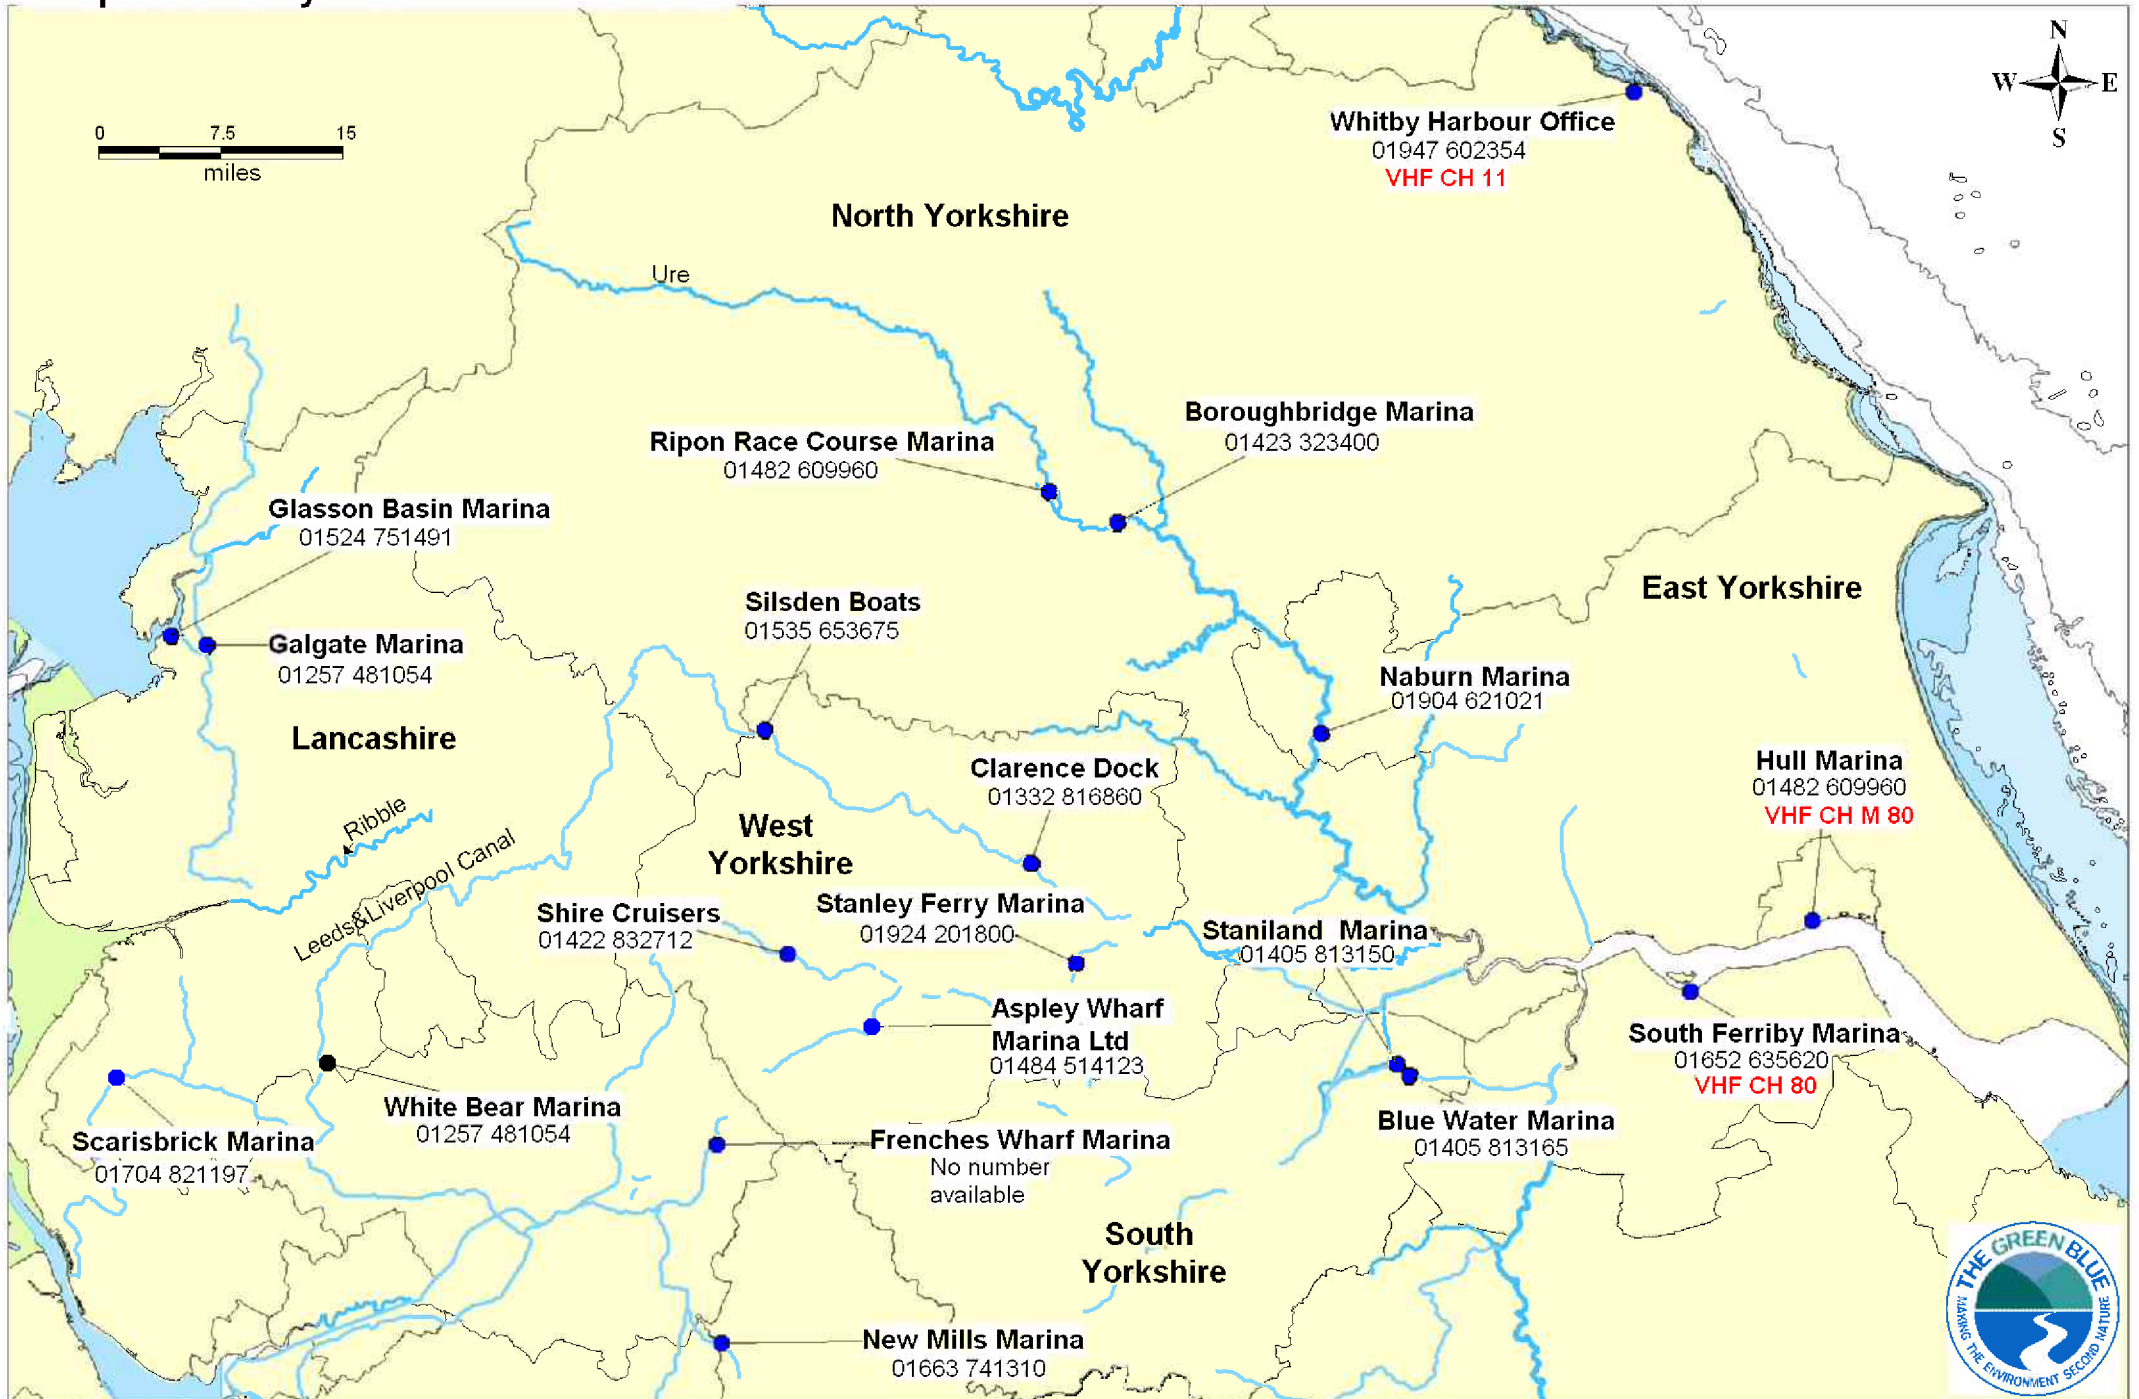 N
W E
S
0 7.5 15
miles
Whitby Harbour Office
01947 602354
VHF CH 11
North Yorkshire
Ure
Boroughbridge Marina
01423 323400
Ripon Race Course Marina
01482 609960
Glasson Basin Marina
01524 751491
East Yorkshire
Silsden Boats
01535 653675
Galgate Marina
01257 481054
Naburn Marina
01904 621021
Lancashire
Clarence Dock
01332 816860
Hull Marina
01482 609960
VHF CH M 80
Ribble
West
Yorkshire
Leeds&Liverpool Canal
Shire Cruisers
01422 832712
Stanley Ferry Marina
01924 201800
Staniland Marina
01405 813150
Aspley Wharf
Marina Ltd
01484 514123
South Ferriby Marina
01652 635620
VHF CH 80
White Bear Marina
01257 481054
Blue Water Marina
01405 813165
Scarisbrick Marina
01704 821197
Frenches Wharf Marina
No number
available
South
Yorkshire
New Mills Marina
01663 741310
THE GREEN BLUE
MAKING THE ENVIRONMENT SECOND NATURE